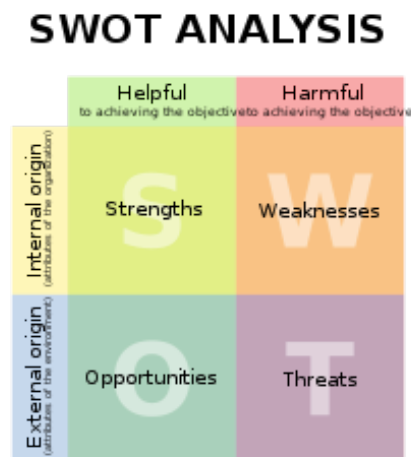 SWOT ANALYSIS
Helpful
to achieving the objective
Harmful
to achieving the objective
Internal origin
(attributes of the organization)
S
Strengths
W
Weaknesses
External origin
(attributes of the environment)
O
Opportunities
T
Threats